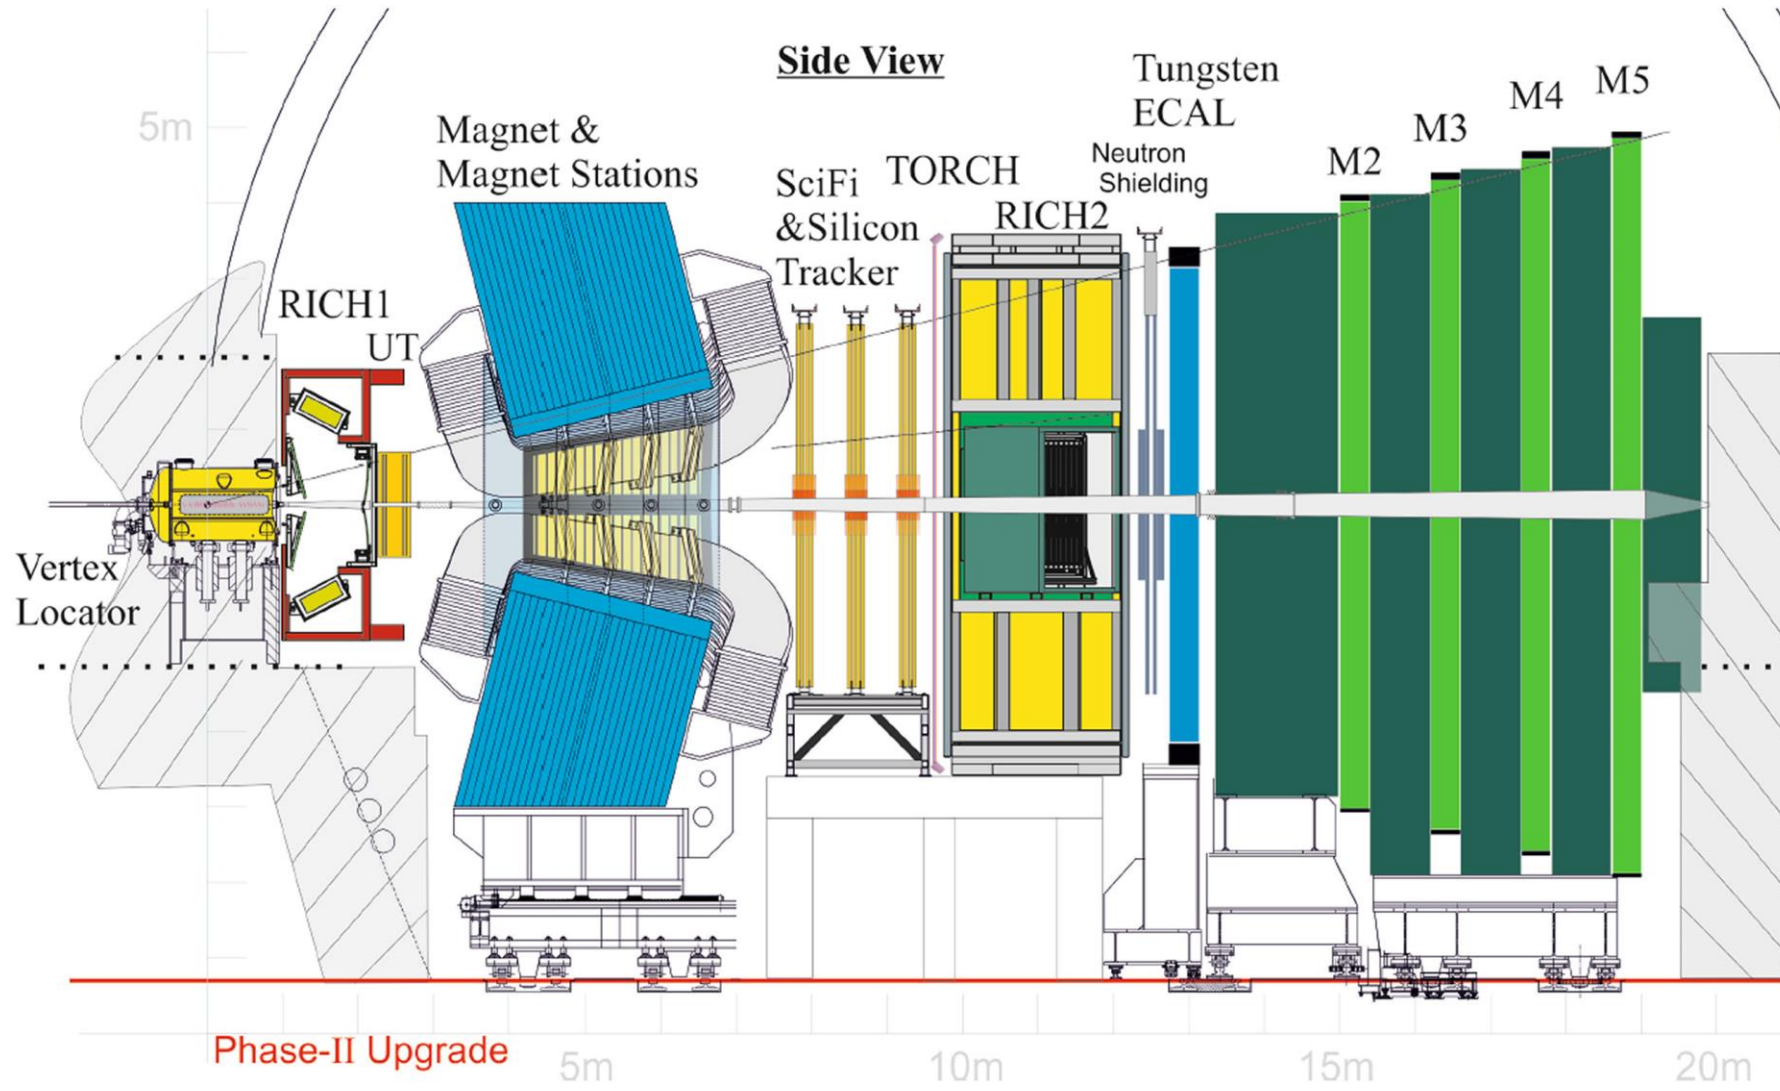 Side View
Tungsten
ECAL
M5
M4
M3
5m
Magnet &
Magnet Stations
Neutron
Shielding
M2
SciFi
&Silicon
Tracker
TORCH
RICH2
RICH1
UT
Vertex
Locator
Phase-II Upgrade
5m
10m
15m
20m